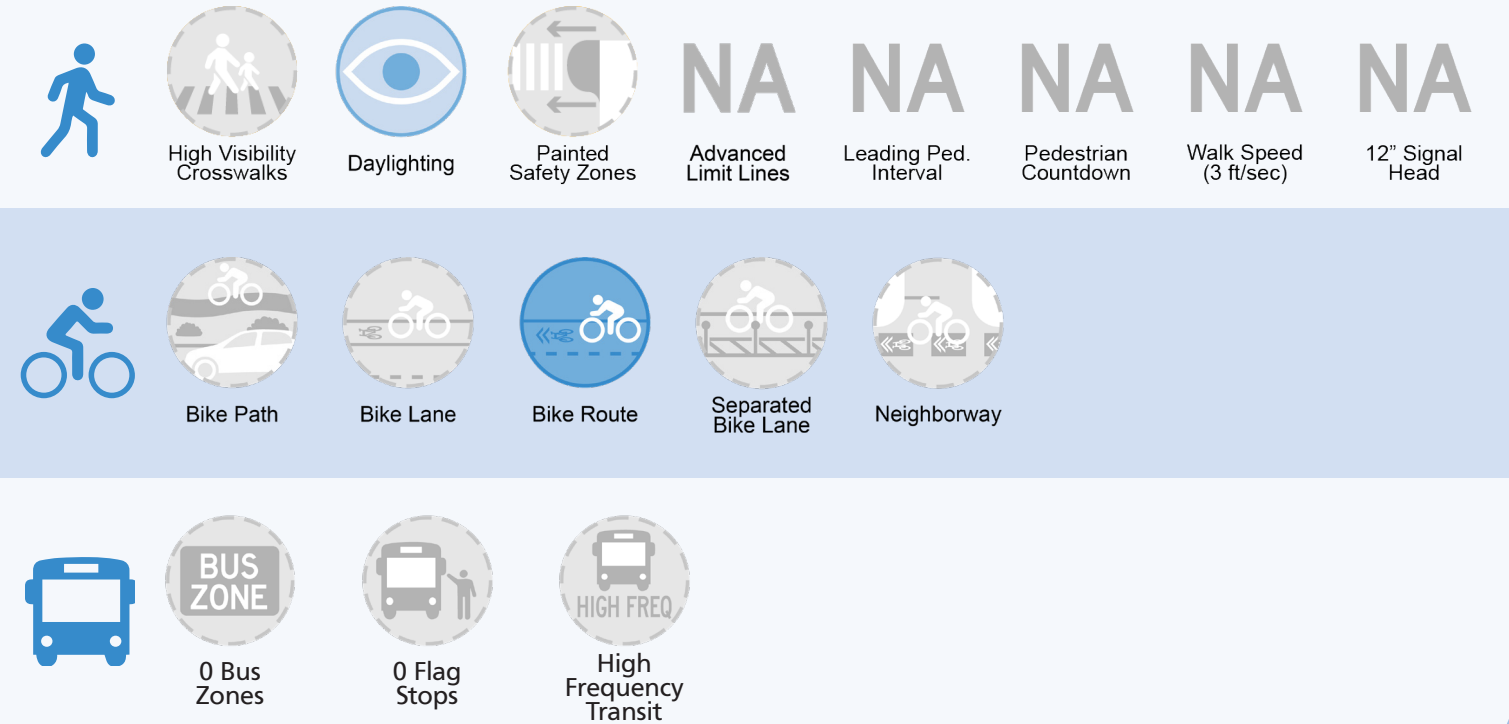 NA NA NA NA NA
High Visibility
Crosswalks
Daylighting
Painted
Safety Zones
Advanced
Limit Lines
Leading Ped.
Interval
Pedestrian
Countdown
Walk Speed
(3 ft/sec)
12” Signal
Head
Bike Path
Bike Lane
Bike Route
Separated
Bike Lane
Neighborway
BUS
ZONE
HIGH FREQ
0 Bus
Zones
0 Flag
Stops
High
Frequency
Transit